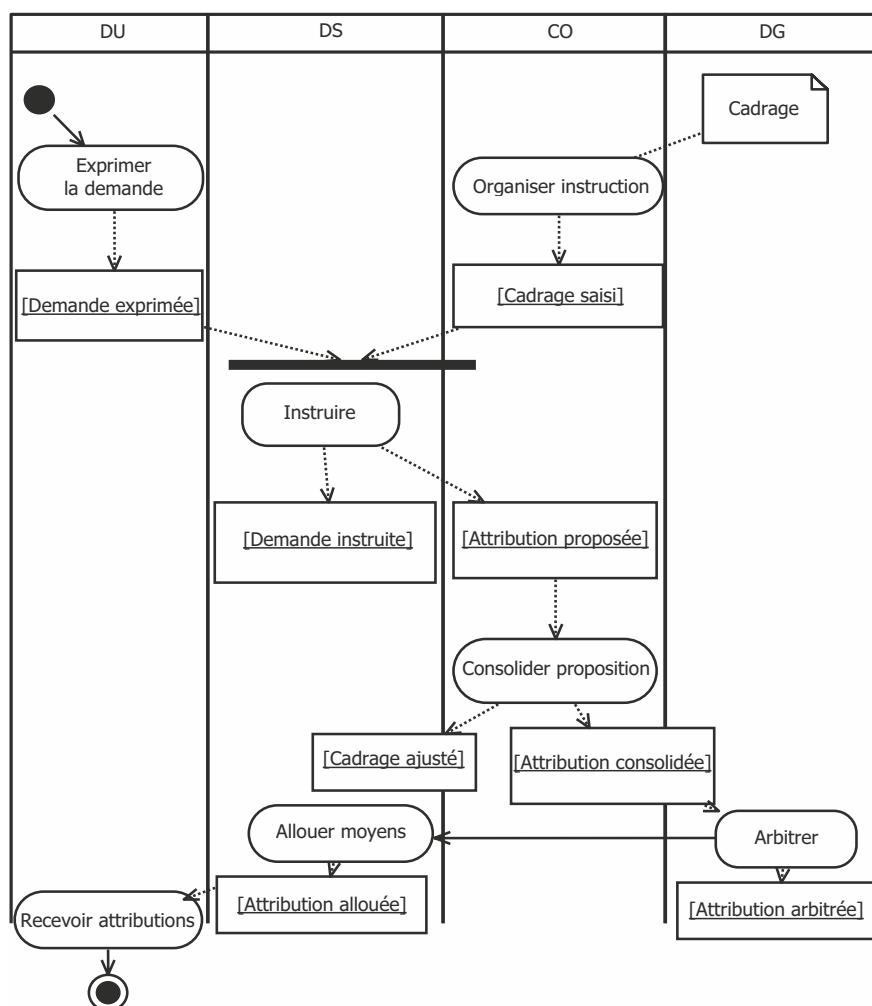 DU
DS
CO
DG
Cadrage
Exprimer
la demande
Organiser instruction
[Demande exprimée]
[Cadrage saisi]
Instruire
[Demande instruite]
[Attribution proposée]
Consolider proposition
[Cadrage ajusté]
[Attribution consolidée]
Allouer moyens
Arbitrer
[Attribution allouée]
[Attribution arbitrée]
Recevoir attributions